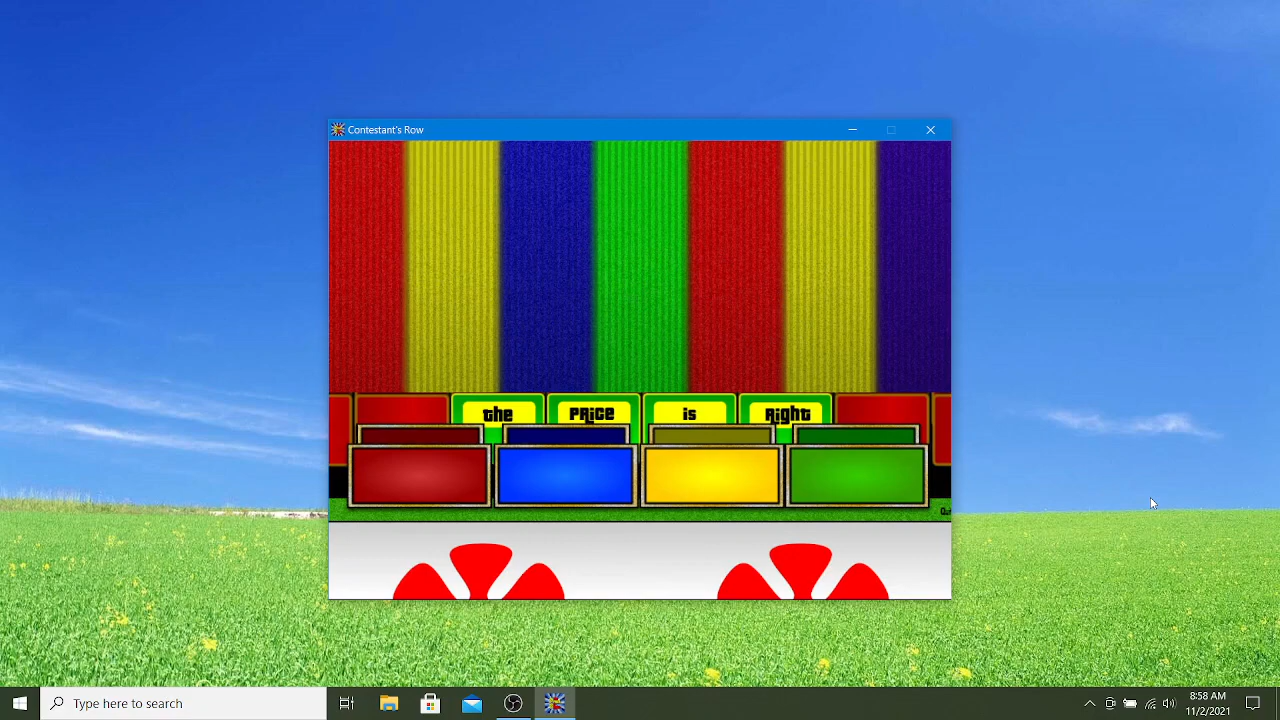 Contestant's Row
the PRiCE is Right
Type here to search
8:58 AM
11/2/2021